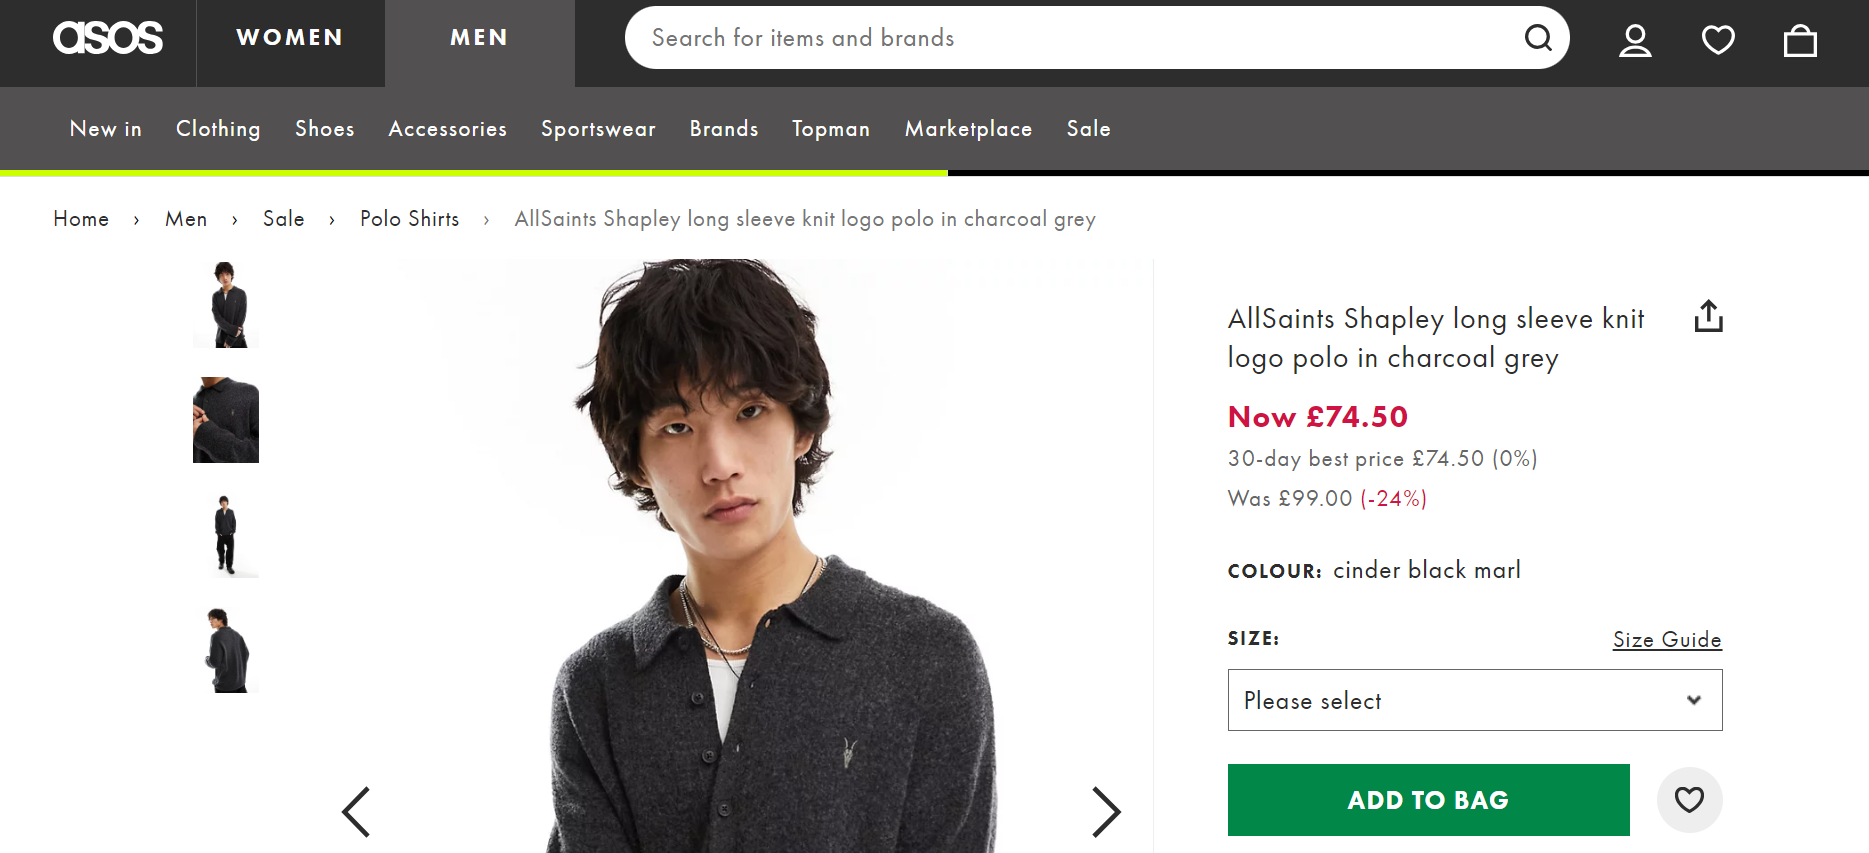 asos
WOMEN
MEN
Search for items and brands
New in Clothing Shoes Accessories Sportswear Brands Topman Marketplace Sale
Home › Men › Sale › Polo Shirts › AllSaints Shapley long sleeve knit logo polo in charcoal grey
AllSaints Shapley long sleeve knit
logo polo in charcoal grey
Now £74.50
30-day best price £74.50 (0%)
Was £99.00 (-24%)
COLOUR: cinder black marl
SIZE:
Size Guide
Please select
ADD TO BAG